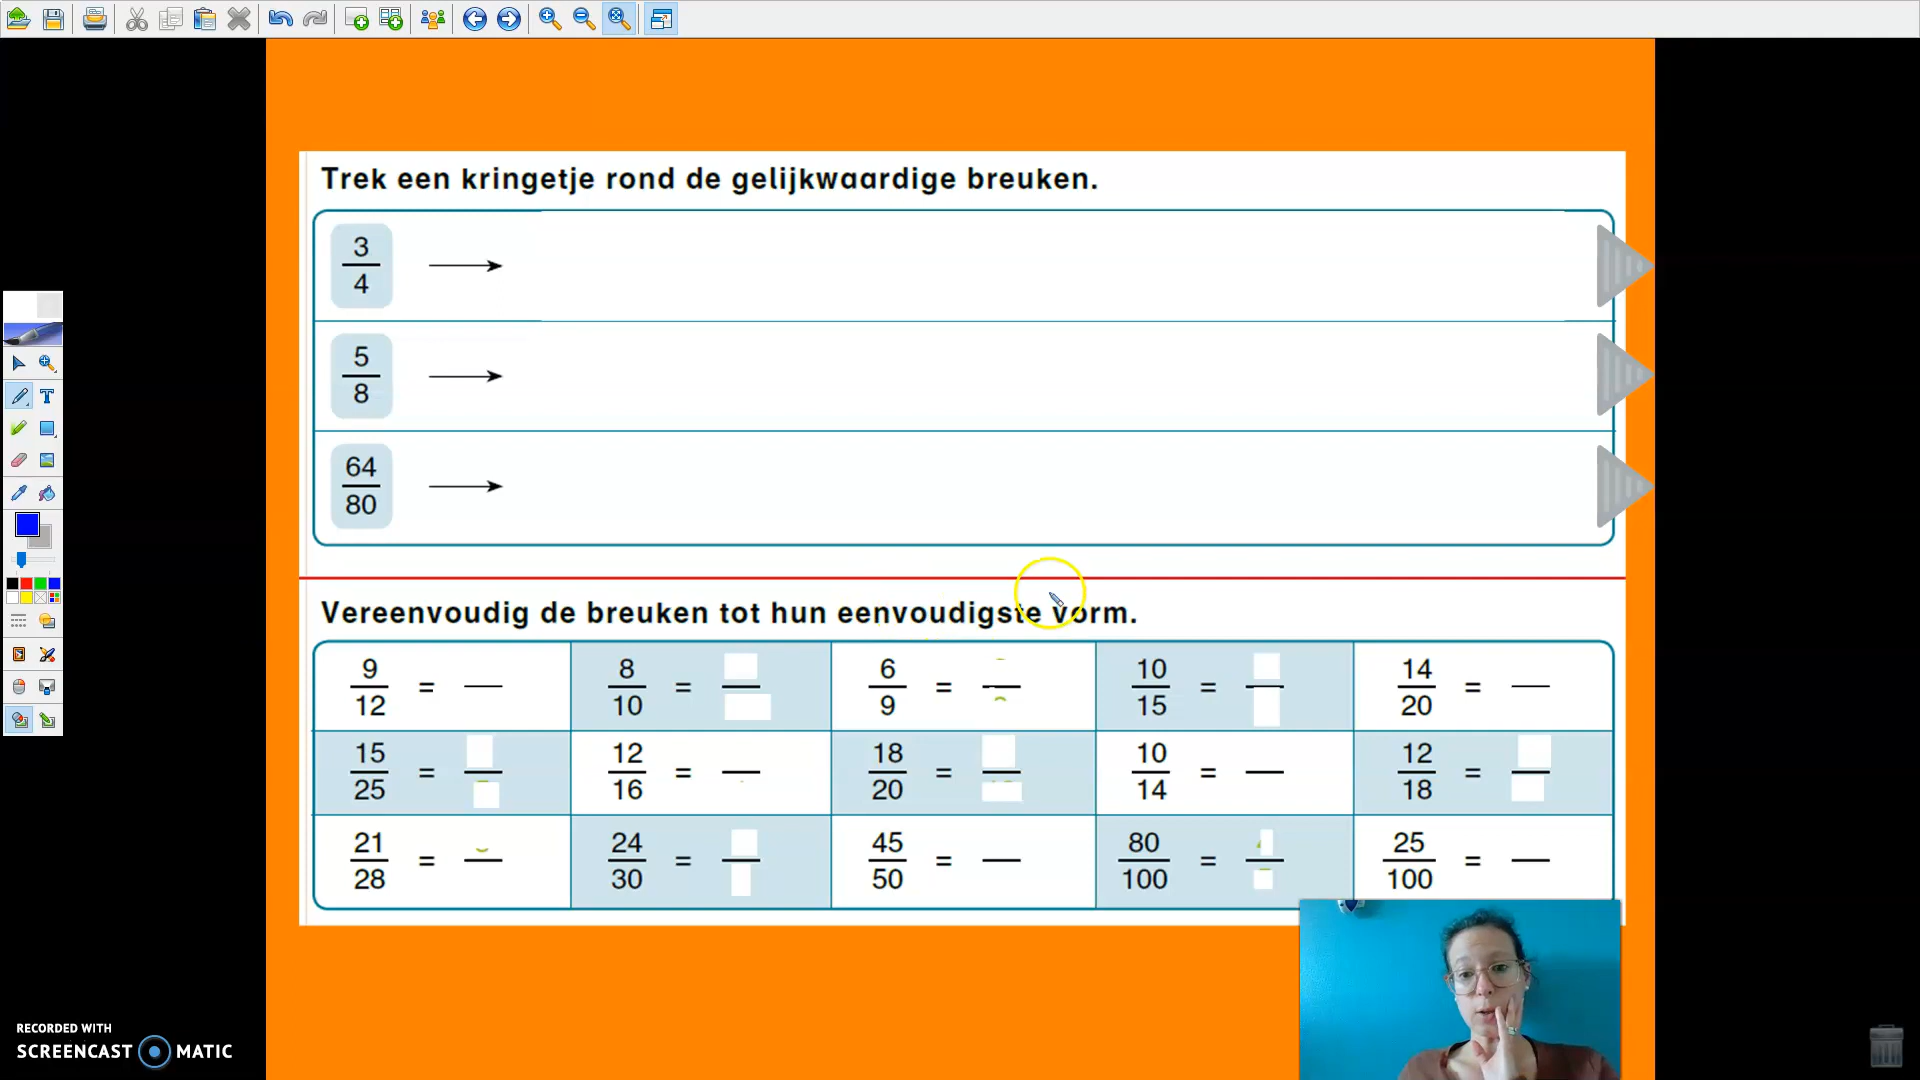 Trek een kringetje rond de gelijkwaardige breuken.
3/4
5/8
64/80
Vereenvoudig de breuken tot hun eenvoudigste vorm.
9/12 = 8/10 = 6/9 = 10/15 = 14/20 =
15/25 = 12/16 = 18/20 = 10/14 = 12/18 =
21/28 = 24/30 = 45/50 = 80/100 = 25/100 =
T
RECORDED WITH
SCREENCAST MATIC